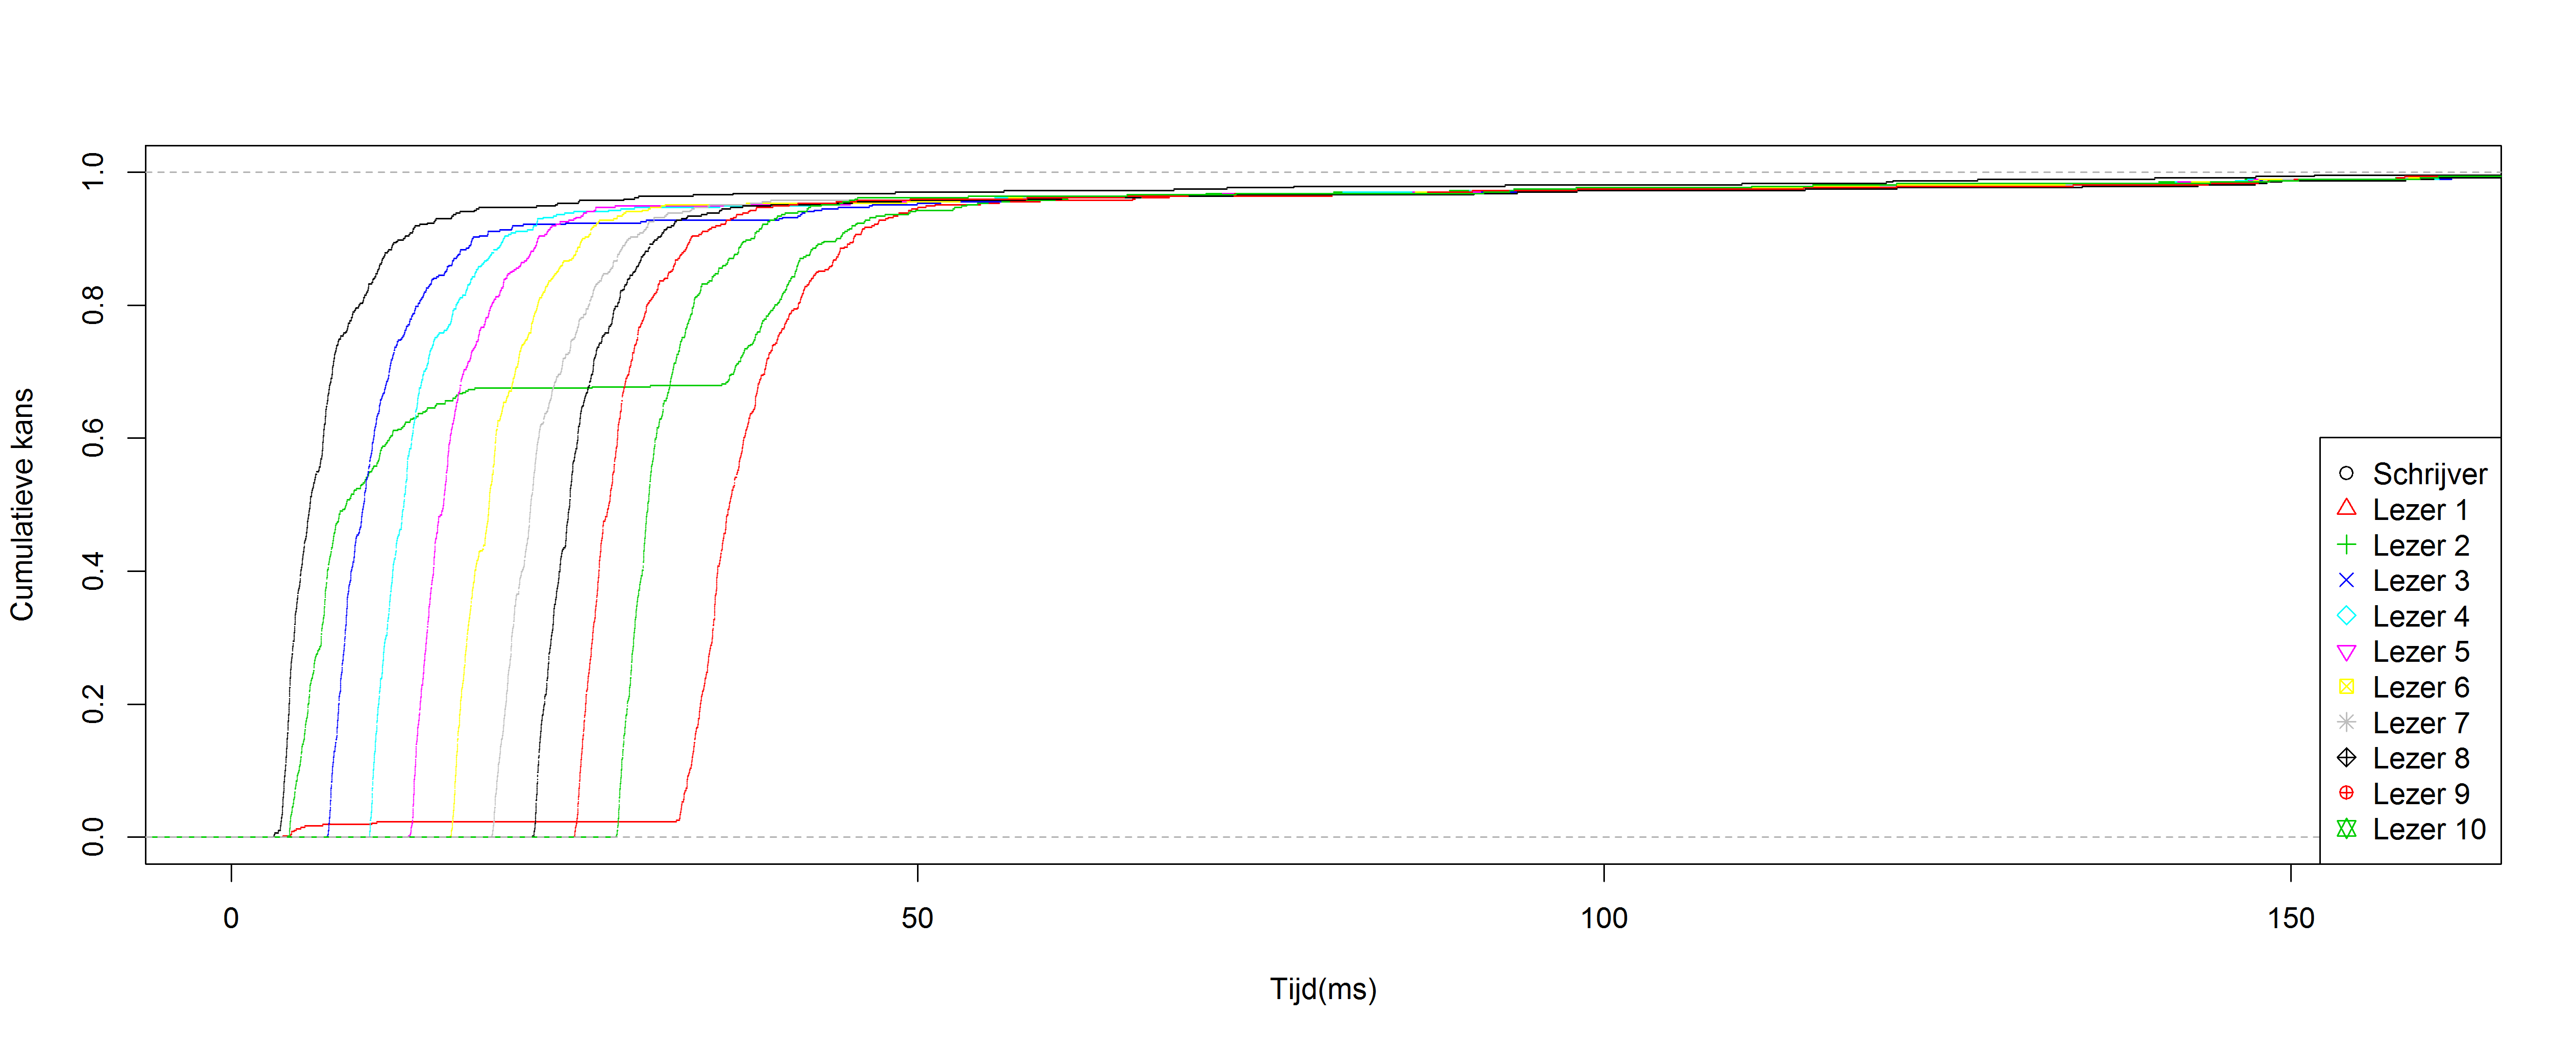 Cumulatieve kans
1.0
0.8
0.6
0.4
0.2
0.0
Schrijver
Lezer 1
Lezer 2
Lezer 3
Lezer 4
Lezer 5
Lezer 6
Lezer 7
Lezer 8
Lezer 9
Lezer 10
0 50 100 150
Tijd(ms)